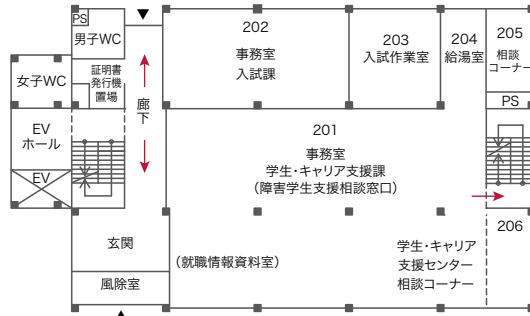 PS
男子WC
女子WC
証明書
発行機
置場
廊
下
EV
ホール
EV
玄関
風除室
202
事務室
入試課
203
入試作業室
204
給湯室
205
相談
コーナー
PS
201
事務室
学生・キャリア支援課
(障害学生支援相談窓口)
(就職情報資料室)
学生・キャリア
支援センター
相談コーナー
206